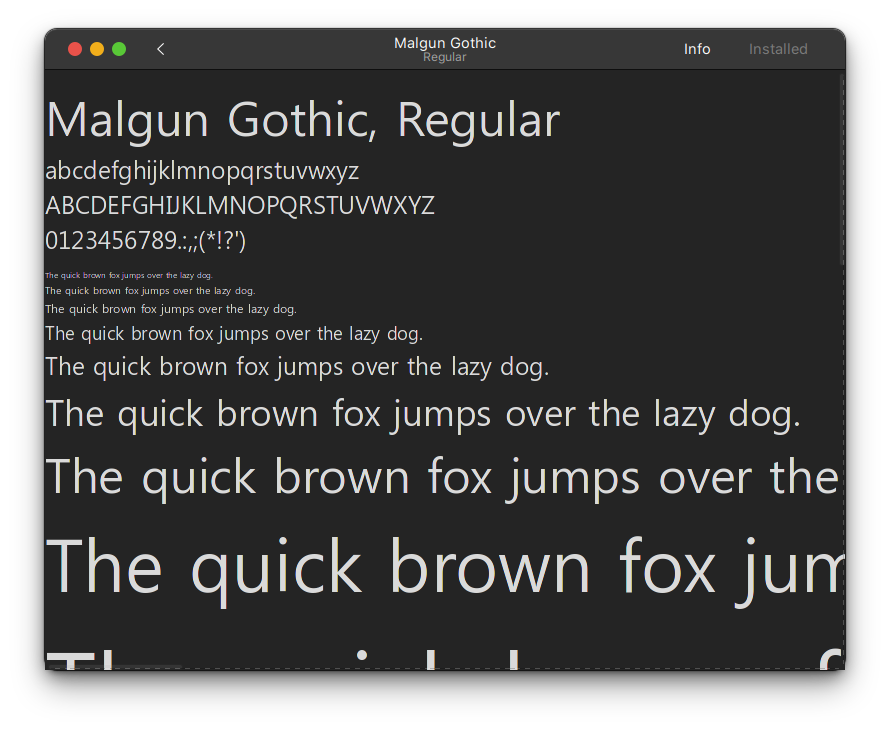 Malgun Gothic
Regular
Info
Installed
Malgun Gothic, Regular
abcdefghijklmnopqrstuvwxyz
ABCDEFGHIJKLMNOPQRSTUVWXYZ
0123456789.:,;(*!?')
The quick brown fox jumps over the lazy dog.
The quick brown fox jumps over the lazy dog.
The quick brown fox jumps over the lazy dog.
The quick brown fox jumps over the lazy dog.
The quick brown fox jumps over the lazy dog.
The quick brown fox jumps over the lazy dog.
The quick brown fox jumps over the
The quick brown fox jum